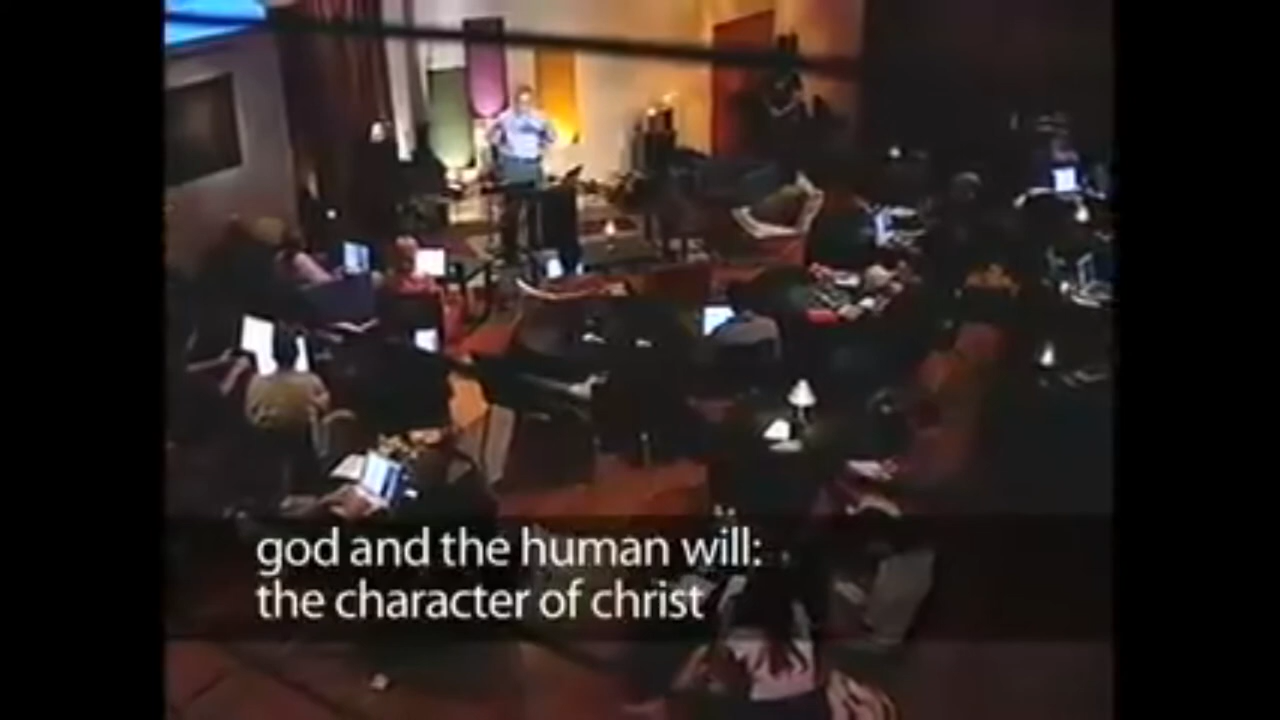 god and the human will:
the character of christ